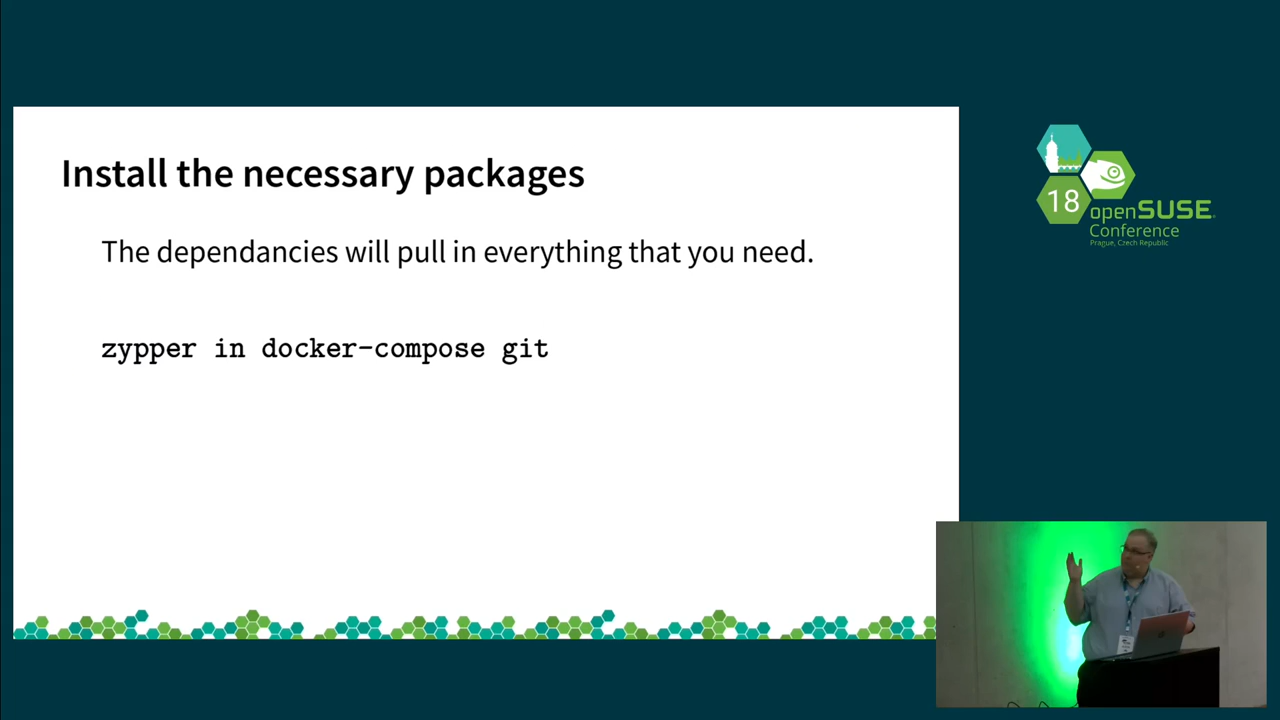 Install the necessary packages
The dependancies will pull in everything that you need.
zypper in docker-compose git
18
openSUSE
Conference
Prague, Czech Republic